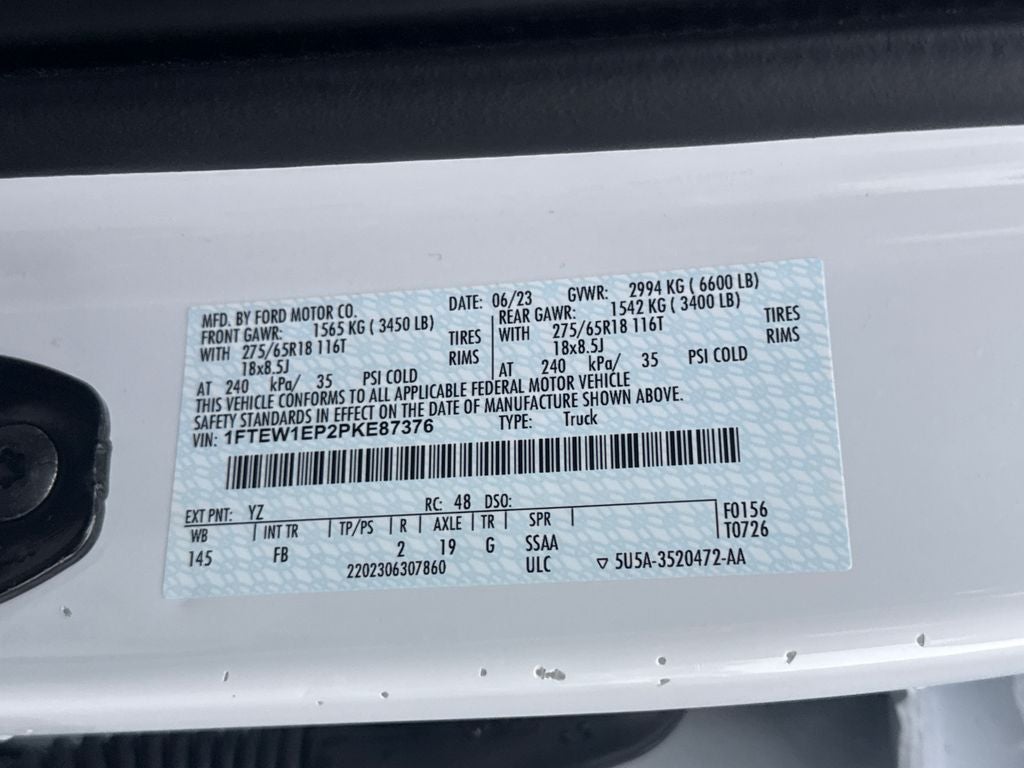 MFD. BY FORD MOTOR CO. DATE: 06/23 GVWR: 2994 KG ( 6600 LB)
FRONT GAWR: 1565 KG ( 3450 LB) REAR GAWR: 1542 KG ( 3400 LB)
WITH 275/65R18 116T TIRES WITH 275/65R18 116T TIRES
18x8.5J RIMS 18x8.5J RIMS
AT 240 kPa/ 35 PSI COLD AT 240 kPa/ 35 PSI COLD
THIS VEHICLE CONFORMS TO ALL APPLICABLE FEDERAL MOTOR VEHICLE
SAFETY STANDARDS IN EFFECT ON THE DATE OF MANUFACTURE SHOWN ABOVE.
VIN: 1FTEW1EP2PKE87376 TYPE: Truck
EXT PNT: YZ RC: 48 DSO: F0156
WB INT TR TP/PS R AXLE TR SPR T0726
145 FB 2 19 G SSAA
2202306307860 ULC ▽ 5U5A-3520472-AA